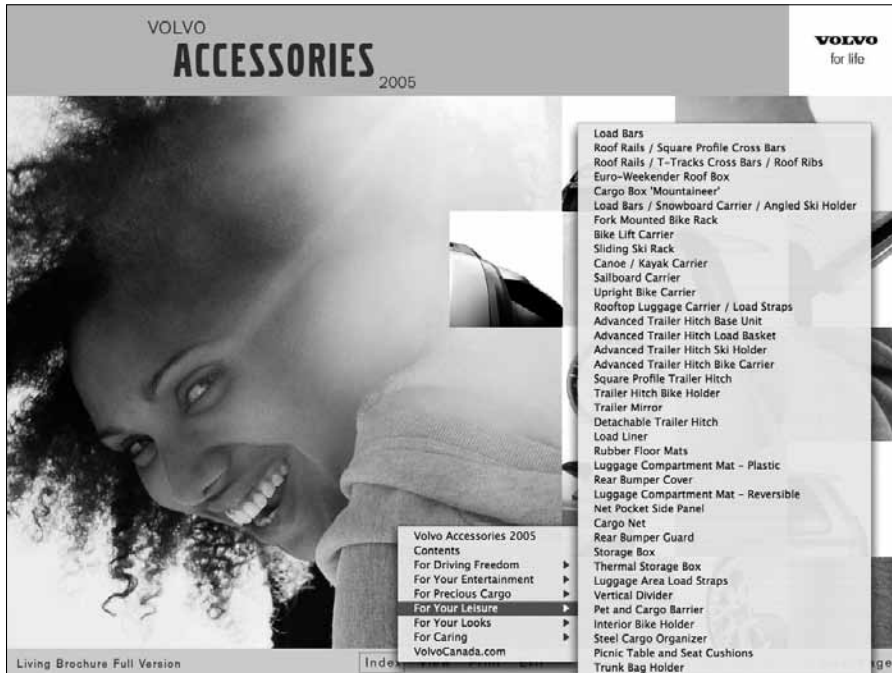 VOLVO
ACCESSORIES
2005
VOLVO
for life
Load Bars
Roof Rails / Square Profile Cross Bars
Roof Rails / T-Tracks Cross Bars / Roof Ribs
Euro-Weekender Roof Box
Cargo Box 'Mountaineer'
Load Bars / Snowboard Carrier / Angled Ski Holder
Fork Mounted Bike Rack
Bike Lift Carrier
Sliding Ski Rack
Canoe / Kayak Carrier
Sailboard Carrier
Upright Bike Carrier
Rooftop Luggage Carrier / Load Straps
Advanced Trailer Hitch Base Unit
Advanced Trailer Hitch Load Basket
Advanced Trailer Hitch Ski Holder
Advanced Trailer Hitch Bike Carrier
Square Profile Trailer Hitch
Trailer Hitch Bike Holder
Trailer Mirror
Detachable Trailer Hitch
Load Liner
Rubber Floor Mats
Luggage Compartment Mat - Plastic
Rear Bumper Cover
Luggage Compartment Mat - Reversible
Net Pocket Side Panel
Cargo Net
Rear Bumper Guard
Storage Box
Thermal Storage Box
Luggage Area Load Straps
Vertical Divider
Pet and Cargo Barrier
Interior Bike Holder
Steel Cargo Organizer
Picnic Table and Seat Cushions
Trunk Bag Holder
Volvo Accessories 2005
Contents
For Driving Freedom
For Your Entertainment
For Precious Cargo
For Your Leisure
For Your Looks
For Caring
VolvoCanada.com
Living Brochure Full Version
Index